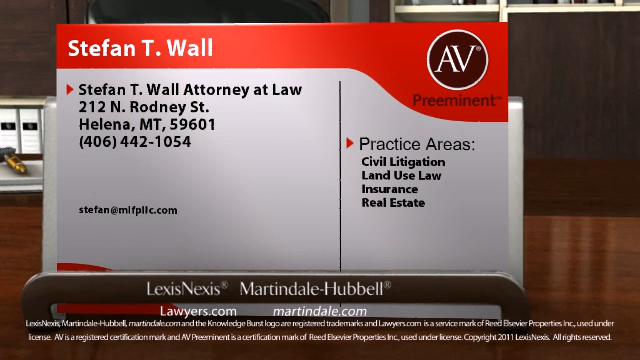 Stefan T. Wall
AV®
Preeminent™
Stefan T. Wall Attorney at Law
212 N. Rodney St.
Helena, MT, 59601
(406) 442-1054
stefan@mlfpllc.com
Practice Areas:
Civil Litigation
Land Use Law
Insurance
Real Estate
LexisNexis® Martindale-Hubbell®
Lawyers.com martindale.com
LexisNexis, Martindale-Hubbell, martindale.com and the Knowledge Burst logo are registered trademarks and Lawyers.com is a service mark of Reed Elsevier Properties Inc., used under
license. AV is a registered certification mark and AV Preeminent is a certification mark of Reed Elsevier Properties Inc., used under license. Copyright 2011 LexisNexis. All rights reserved.